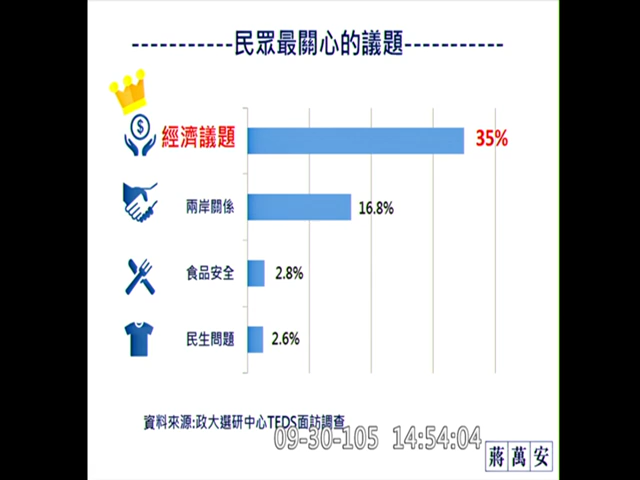 -----------民眾最關心的議題-----------
經濟議題 35%
兩岸關係 16.8%
食品安全 2.8%
民生問題 2.6%
資料來源:政大選研中心TEDS面訪調查
09-30-105 14:54:04
蔣萬安